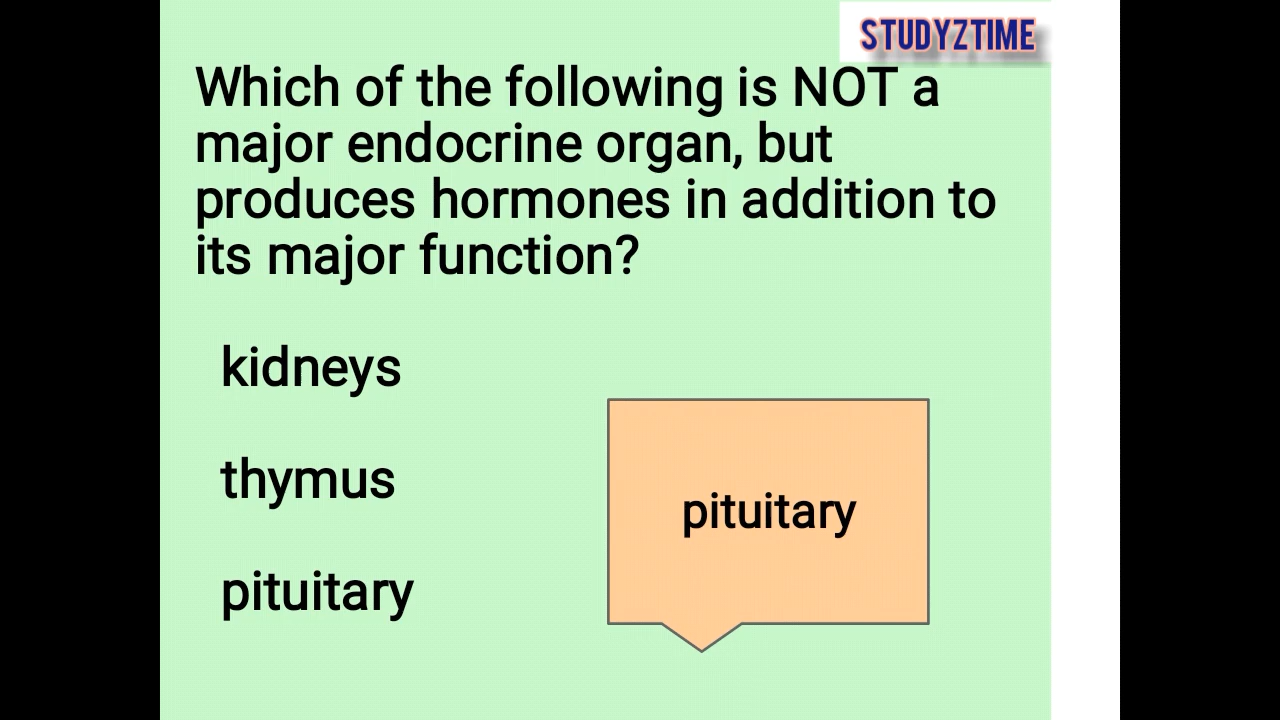 STUDYZTIME
Which of the following is NOT a
major endocrine organ, but
produces hormones in addition to
its major function?
kidneys
thymus
pituitary
pituitary